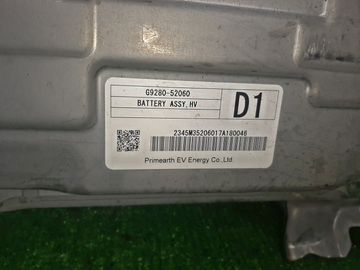 G9280-52060
BATTERY ASSY,HV
D1
2345M35206017A180046
Primearth EV Energy Co.,Ltd.